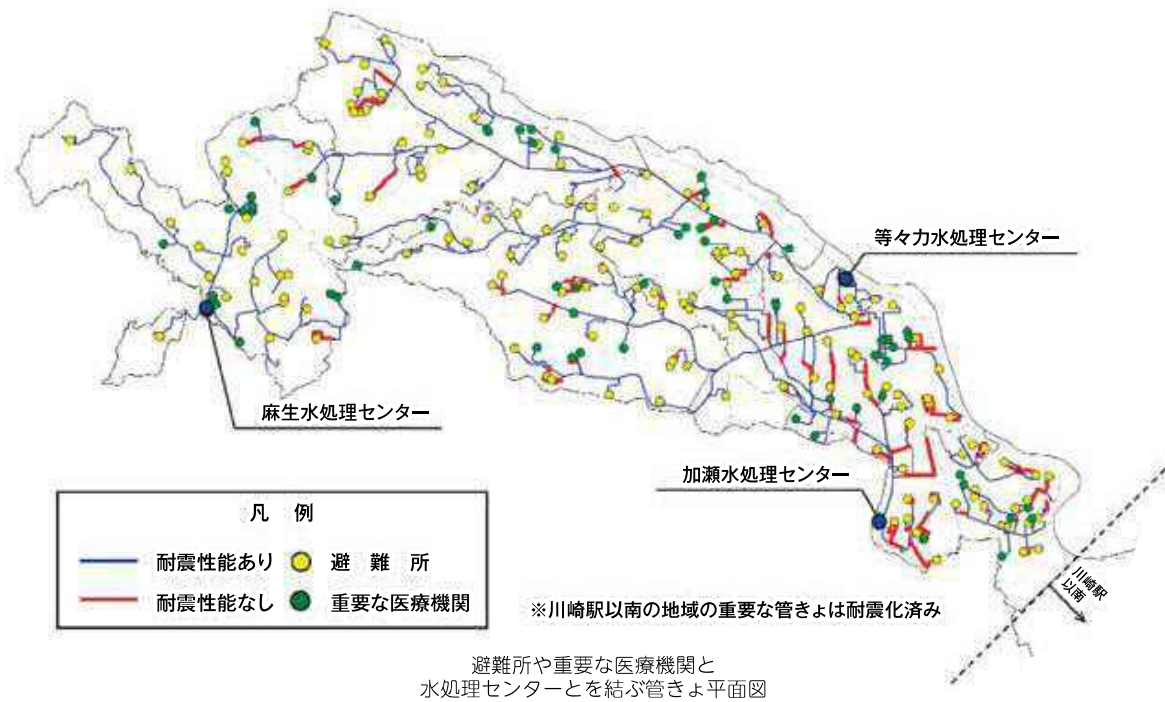 等々力水処理センター
麻生水処理センター
加瀬水処理センター
凡 例
耐震性能あり 避 難 所
耐震性能なし 重要な医療機関
※川崎駅以南の地域の重要な管きょは耐震化済み
川崎駅
以南
避難所や重要な医療機関と
水処理センターとを結ぶ管きょ平面図